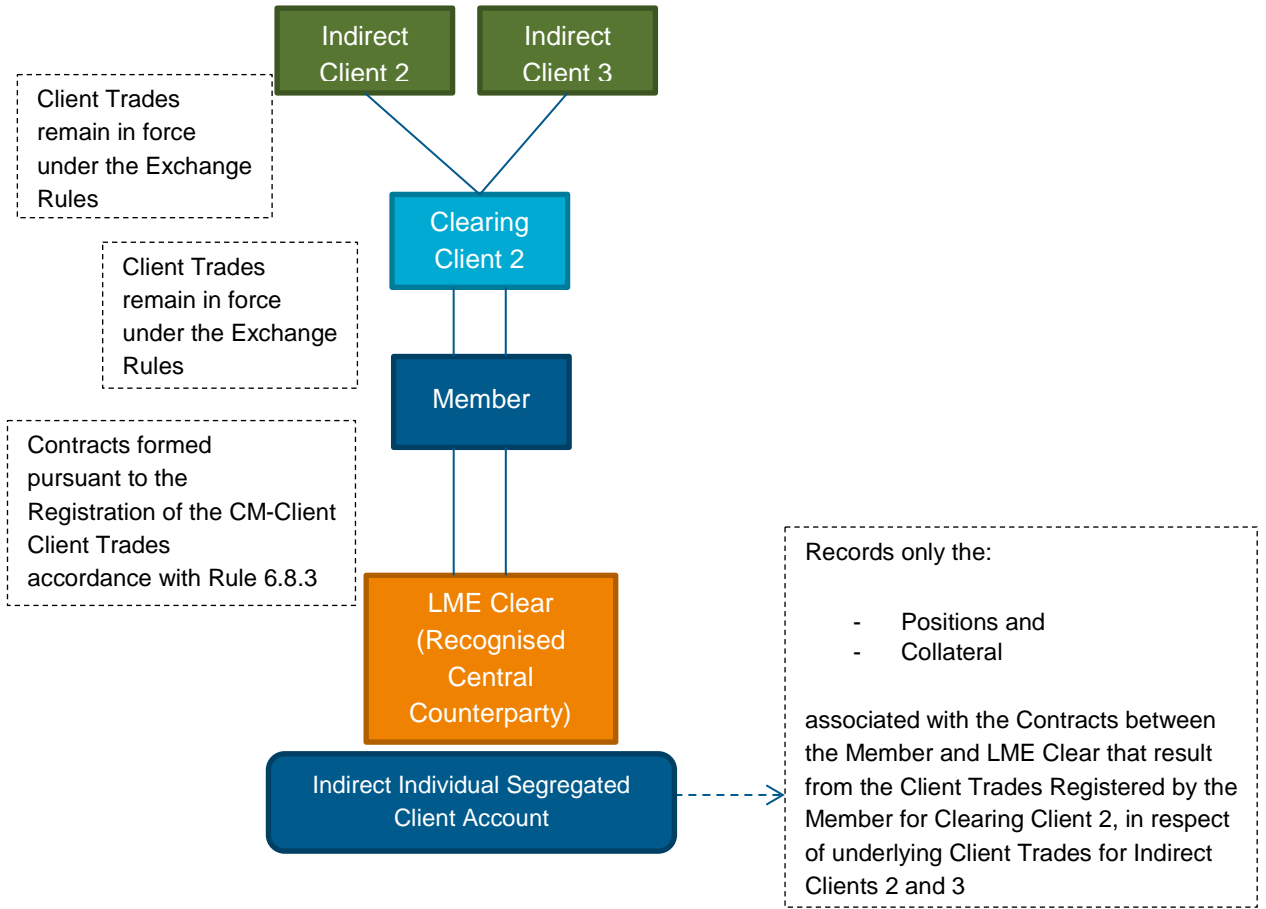 Indirect
Client 2
Indirect
Client 3
Client Trades
remain in force
under the Exchange
Rules
Clearing
Client 2
Client Trades
remain in force
under the Exchange
Rules
Member
Contracts formed
pursuant to the
Registration of the CM-Client
Client Trades
accordance with Rule 6.8.3
LME Clear
(Recognised
Central
Counterparty)
Indirect Individual Segregated
Client Account
Records only the:
- Positions and
- Collateral
associated with the Contracts between
the Member and LME Clear that result
from the Client Trades Registered by the
Member for Clearing Client 2, in respect
of underlying Client Trades for Indirect
Clients 2 and 3